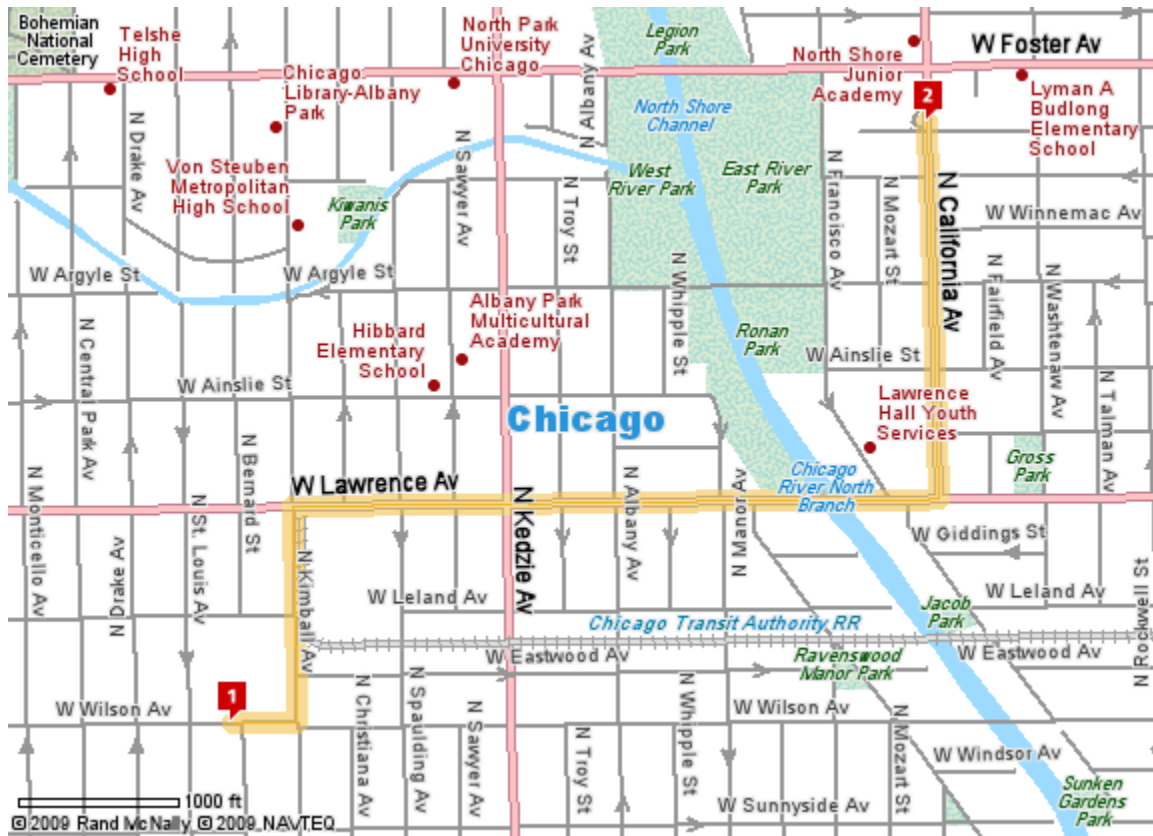 Bohemian
National
Cemetery
Telshe
High
School
North Park
University
Chicago
Legion
Park
North Shore
Junior
Academy
W Foster Av
Chicago
Library-Albany
Park
N Albany Av
North Shore
Channel
2
Lyman A
Budlong
Elementary
School
N Drake Av
Von Steuben
Metropolitan
High School
Kiwanis
Park
N Sawyer Av
N Troy St
West
River Park
East River
Park
N Francisco Av
N Mozart St
N California Av
W Winnemac Av
W Argyle St
W Argyle St
N Whipple St
N Fairfield Av
N Washtenaw Av
Albany Park
Multicultural
Academy
Hibbard
Elementary
School
Ronan
Park
W Ainslie St
W Ainslie St
N Central Park Av
Chicago
Lawrence
Hall Youth
Services
N Talman Av
Gross
Park
N Monticello Av
N St. Louis Av
N Bernard St
W Lawrence Av
N Kedzie Av
N Albany Av
N Manor Av
Chicago
River North
Branch
W Giddings St
N Drake Av
N Kimball Av
W Leland Av
W Leland Av
Chicago Transit Authority RR
Jacob
Park
N Rockwell St
W Eastwood Av
W Eastwood Av
Ravenswood
Manor Park
1
W Wilson Av
W Wilson Av
N Christiana Av
N Spaulding Av
N Sawyer Av
N Troy St
N Whipple St
N Mozart St
W Windsor Av
W Sunnyside Av
Sunken
Gardens
Park
1000 ft
© 2009 Rand McNally © 2009 NAVTEQ